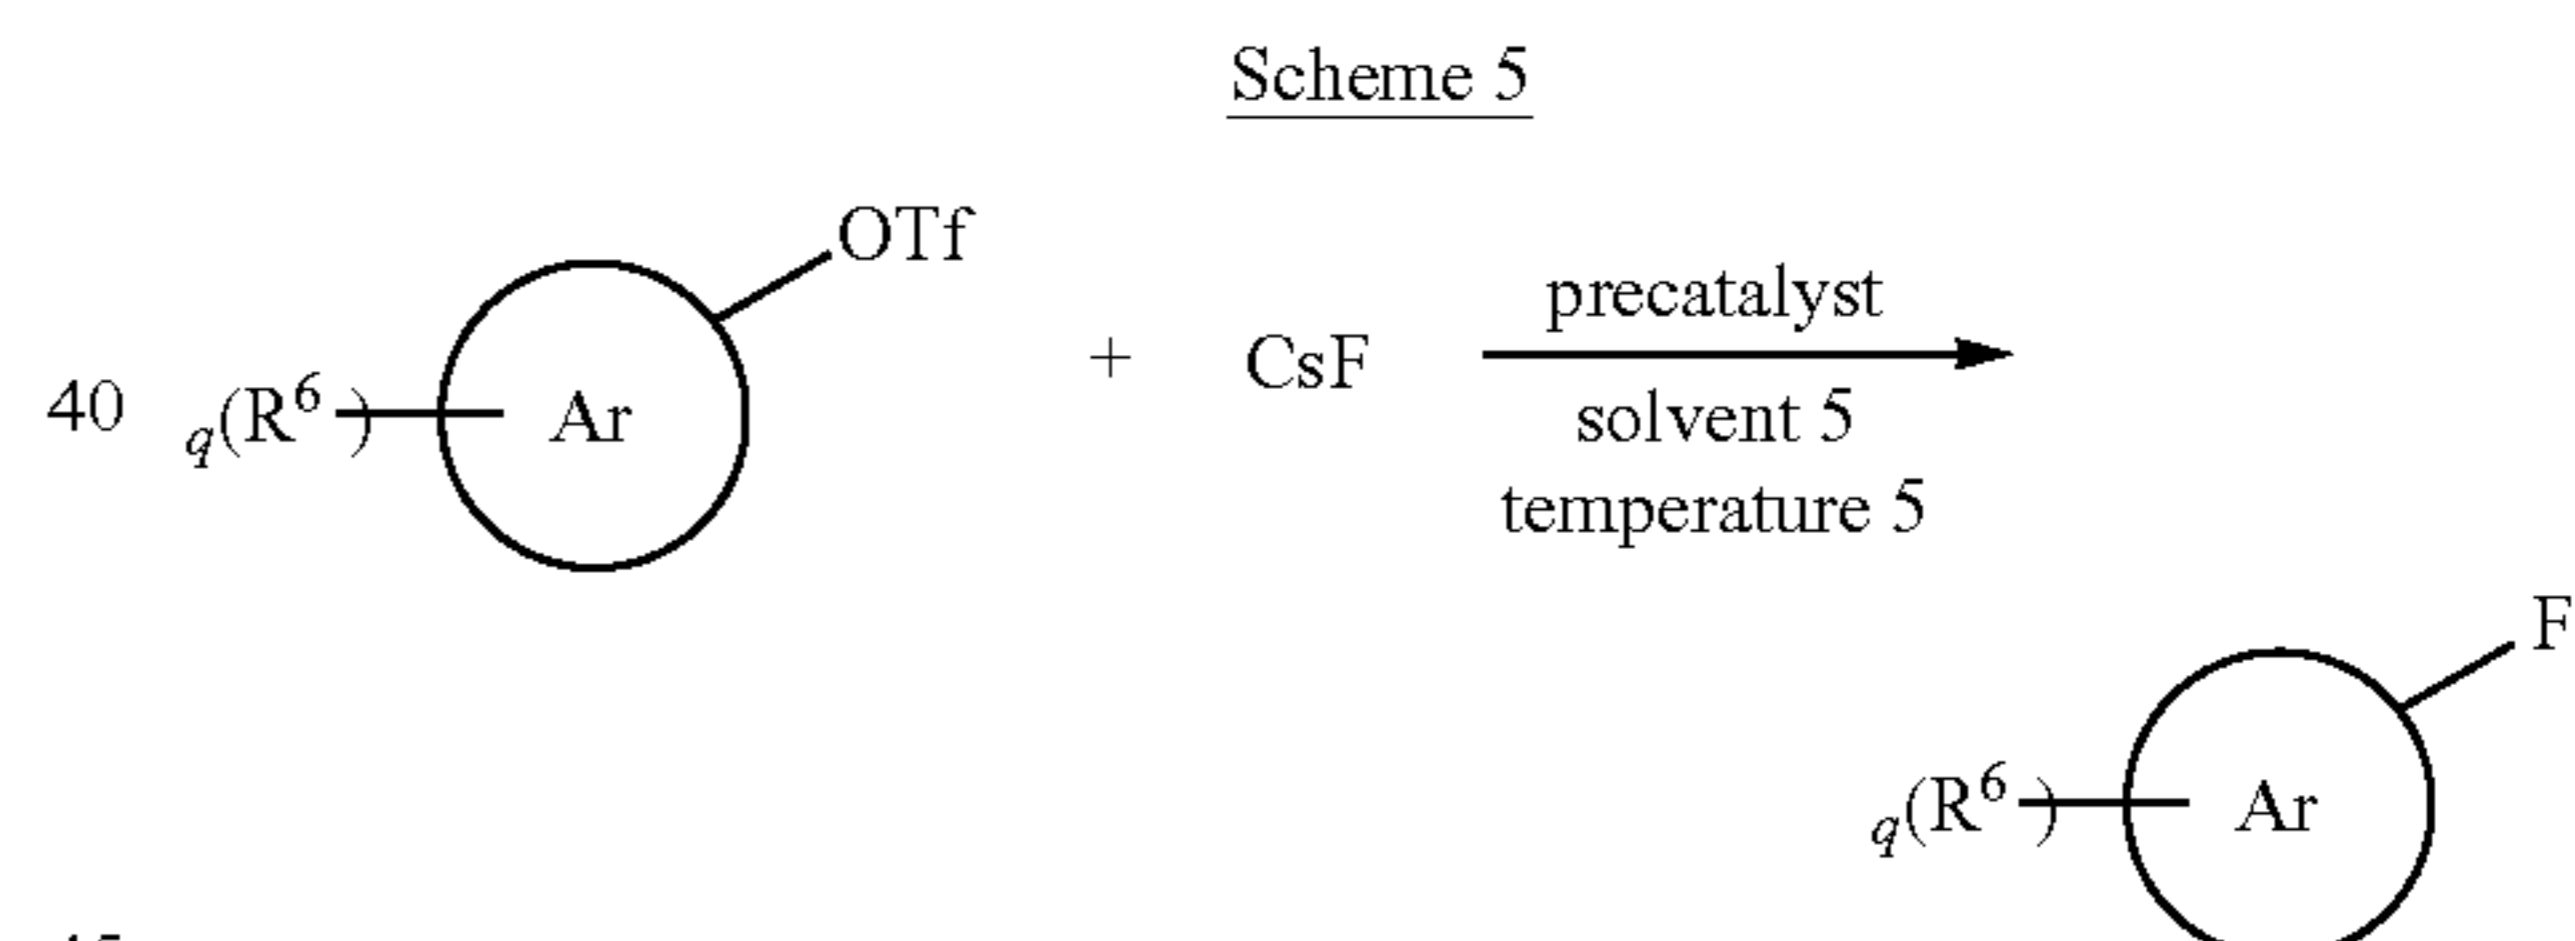 Scheme 5
OTf
40 q(R6 ) Ar + CsF precatalyst
solvent 5
temperature 5
F
q(R6 ) Ar